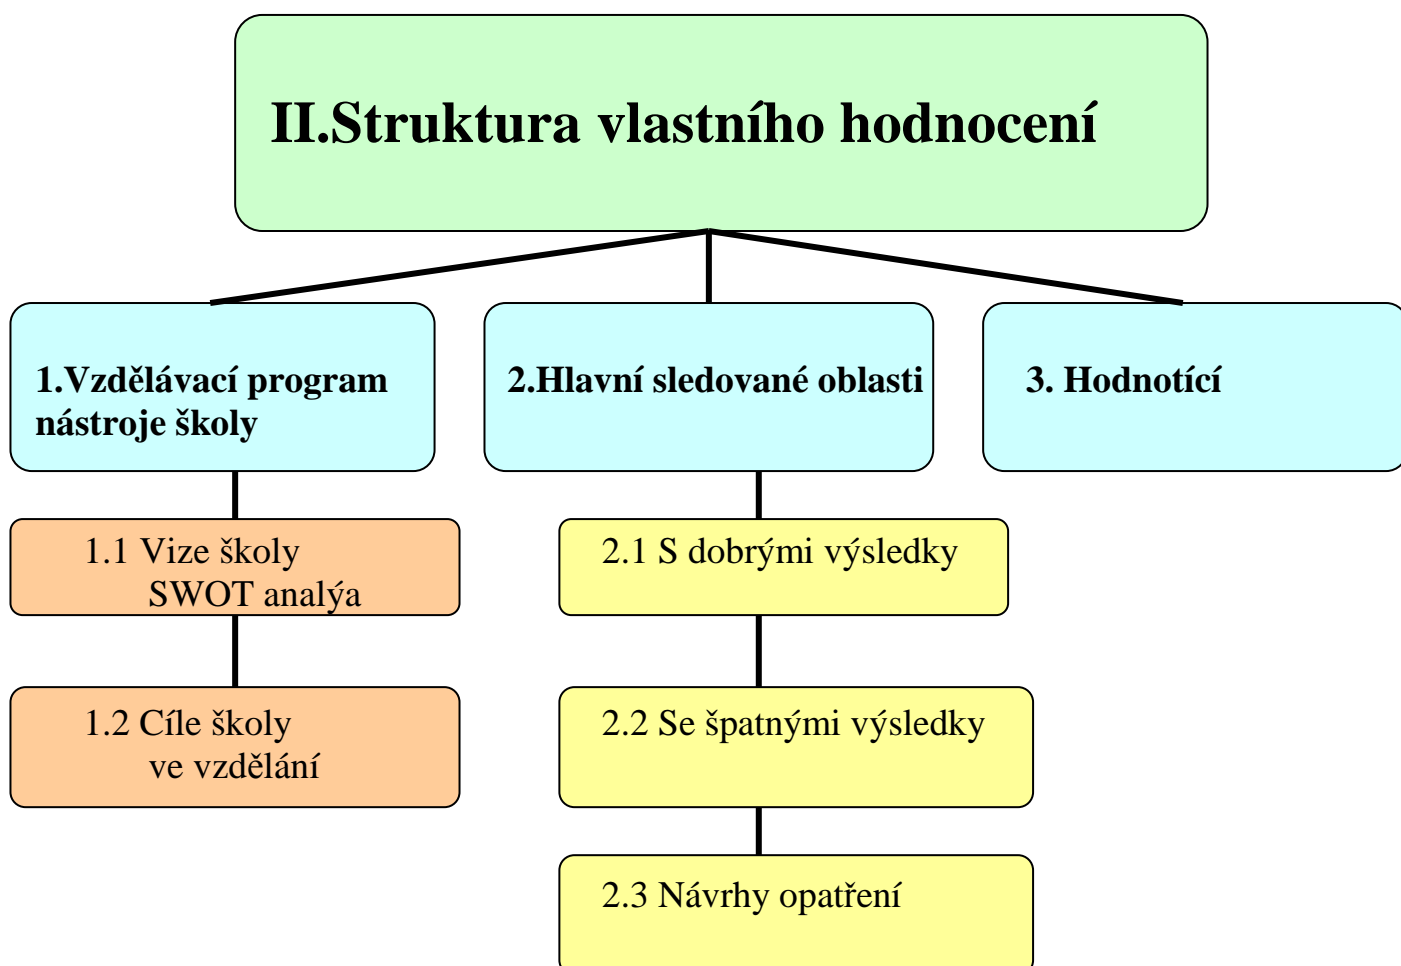 II.Struktura vlastního hodnocení
1.Vzdělávací program
nástroje školy
2.Hlavní sledované oblasti
3. Hodnotící
1.1 Vize školy
SWOT analýa
1.2 Cíle školy
ve vzdělání
2.1 S dobrými výsledky
2.2 Se špatnými výsledky
2.3 Návrhy opatření